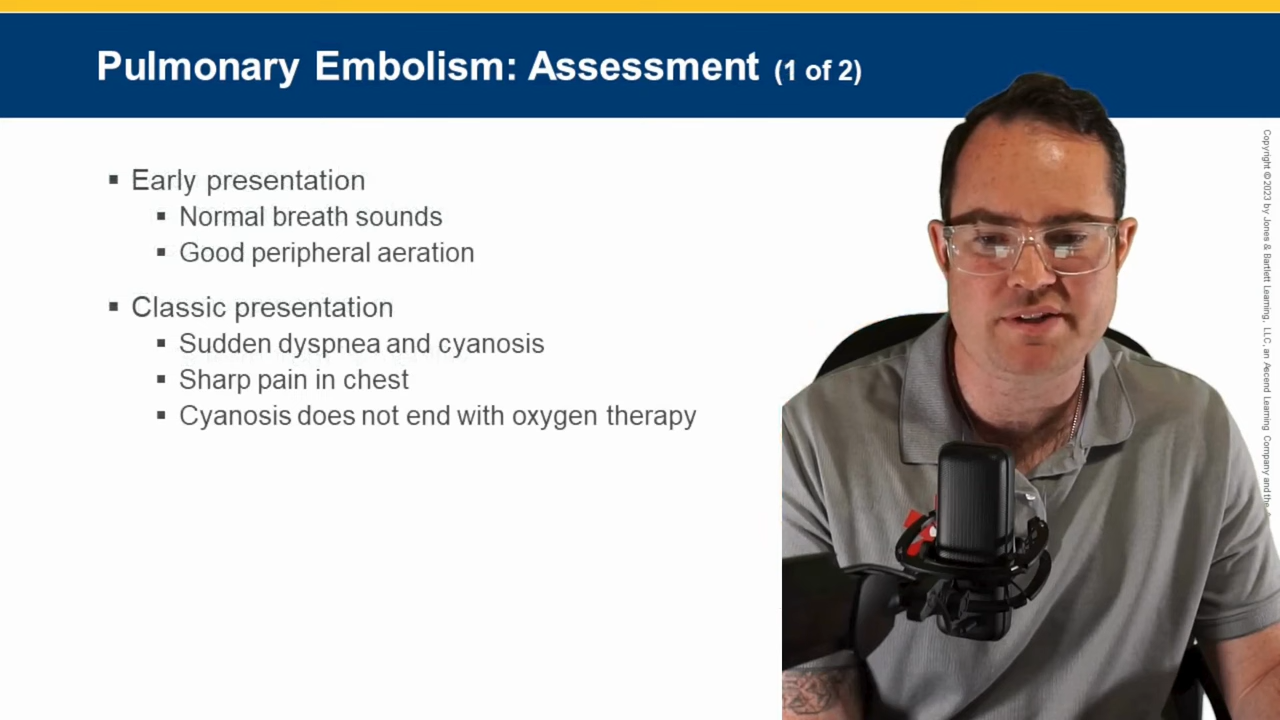 Pulmonary Embolism: Assessment (1 of 2)
▪ Early presentation
▪ Normal breath sounds
▪ Good peripheral aeration
▪ Classic presentation
▪ Sudden dyspnea and cyanosis
▪ Sharp pain in chest
▪ Cyanosis does not end with oxygen therapy
Copyright © 2023 by Jones & Bartlett Learning, LLC, an Ascend Learning Company and the